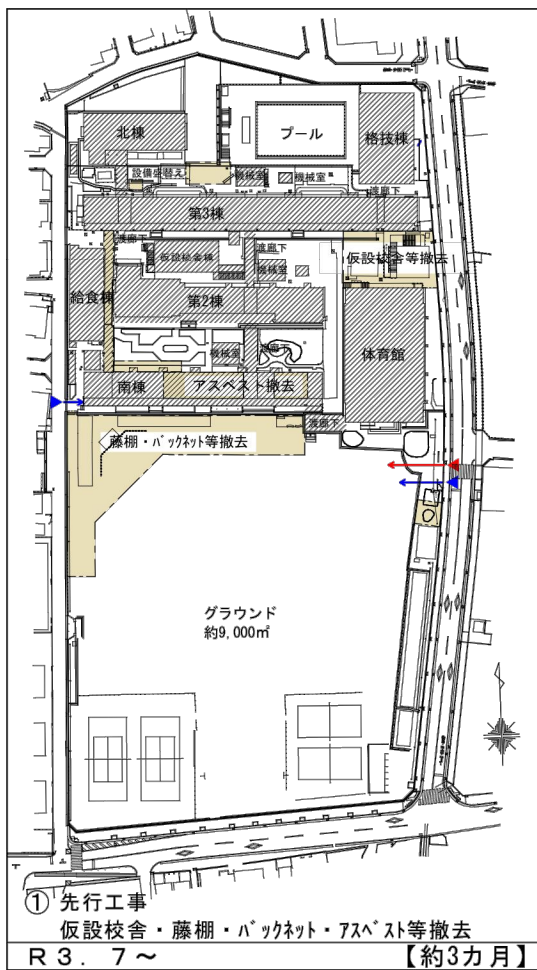 北棟
プール
格技棟
設備盛替え
機械室
機械室
渡廊下
第3棟
渡廊下
仮設校舎棟
渡廊下
機械室
仮設校舎等撤去
給食棟
第2棟
体育館
機械室
渡廊下
南棟
アスベスト撤去
渡廊下
藤棚・バックネット等撤去
グラウンド
約9,000㎡
① 先行工事
仮設校舎・藤棚・バックネット・アスベスト等撤去
R3. 7～
【約3カ月】